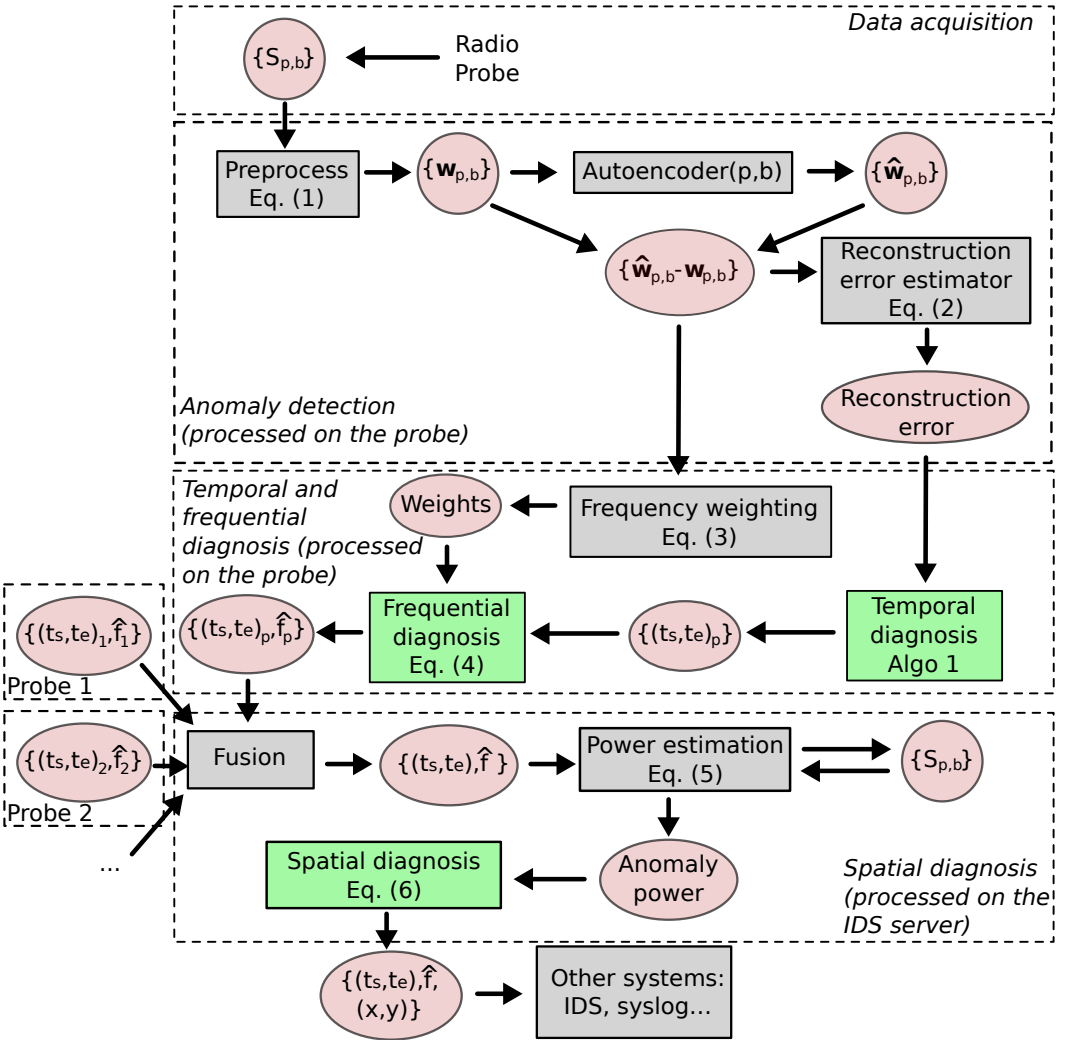 Data acquisition
{S_{p,b}}
Radio
Probe
Preprocess
Eq. (1)
{w_{p,b}}
Autoencoder(p,b)
{ŵ_{p,b}}
{ŵ_{p,b}-w_{p,b}}
Reconstruction
error estimator
Eq. (2)
Reconstruction
error
Anomaly detection
(processed on the probe)
Temporal and
frequential
diagnosis (processed
on the probe)
Weights
Frequency weighting
Eq. (3)
{(ts,te)_p,f̂_p}
Frequential
diagnosis
Eq. (4)
{(ts,te)_p}
Temporal
diagnosis
Algo 1
{(ts,te)_1,f̂_1}
Probe 1
{(ts,te)_2,f̂_2}
Probe 2
...
Fusion
{(ts,te),f̂ }
Power estimation
Eq. (5)
{S_{p,b}}
Anomaly
power
Spatial diagnosis
Eq. (6)
Spatial diagnosis
(processed on the
IDS server)
{(ts,te),f̂,
(x,y)}
Other systems:
IDS, syslog...